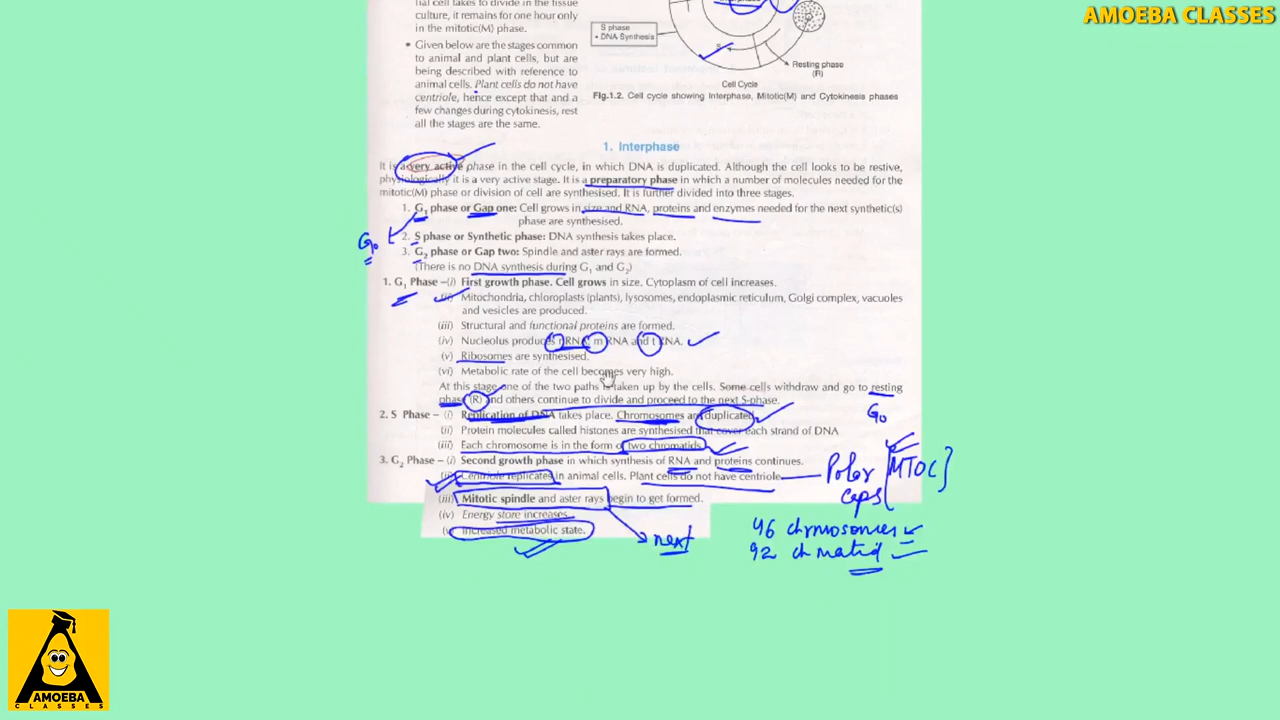 AMOEBA CLASSES
tial cell takes to divide in the tissue
culture, it remains for one hour only
in the mitotic(M) phase.
• Given below are the stages common
to animal and plant cells, but are
being described with reference to
animal cells. Plant cells do not have
centriole, hence except that and a
few changes during cytokinesis, rest
all the stages are the same.
S phase
• DNA Synthesis
S
Resting phase
(R)
Cell Cycle
Fig.1.2. Cell cycle showing Interphase, Mitotic(M) and Cytokinesis phases
1. Interphase
It is a very active phase in the cell cycle, in which DNA is duplicated. Although the cell looks to be restive,
physiologically it is a very active stage. It is a preparatory phase in which a number of molecules needed for the
mitotic(M) phase or division of cell are synthesised. It is further divided into three stages.
1. G1 phase or Gap one: Cell grows in size and RNA, proteins and enzymes needed for the next synthetic(s)
phase are synthesised.
G0
2. S phase or Synthetic phase: DNA synthesis takes place.
3. G2 phase or Gap two: Spindle and aster rays are formed.
(There is no DNA synthesis during G1 and G2)
1. G1 Phase –(i) First growth phase. Cell grows in size. Cytoplasm of cell increases.
(ii) Mitochondria, chloroplasts (plants), lysosomes, endoplasmic reticulum, Golgi complex, vacuoles
and vesicles are produced.
(iii) Structural and functional proteins are formed.
(iv) Nucleolus produces rRNA, m RNA and t RNA.
(v) Ribosomes are synthesised.
(vi) Metabolic rate of the cell becomes very high.
At this stage one of the two paths is taken up by the cells. Some cells withdraw and go to resting
phase (R) and others continue to divide and proceed to the next S-phase.
G0
2. S Phase – (i) Replication of DNA takes place. Chromosomes are duplicated.
(ii) Protein molecules called histones are synthesised that cover each strand of DNA
(iii) Each chromosome is in the form of two chromatids.
3. G2 Phase – (i) Second growth phase in which synthesis of RNA and proteins continues.
(ii) Centriole replicated in animal cells. Plant cells do not have centriole.
Polar [MTOC]
caps
(iii) Mitotic spindle and aster rays begin to get formed.
(iv) Energy store increases.
(v) Increased metabolic state.
next
46 chrmosomes
92 chmatid
AMOEBA
CLASSES